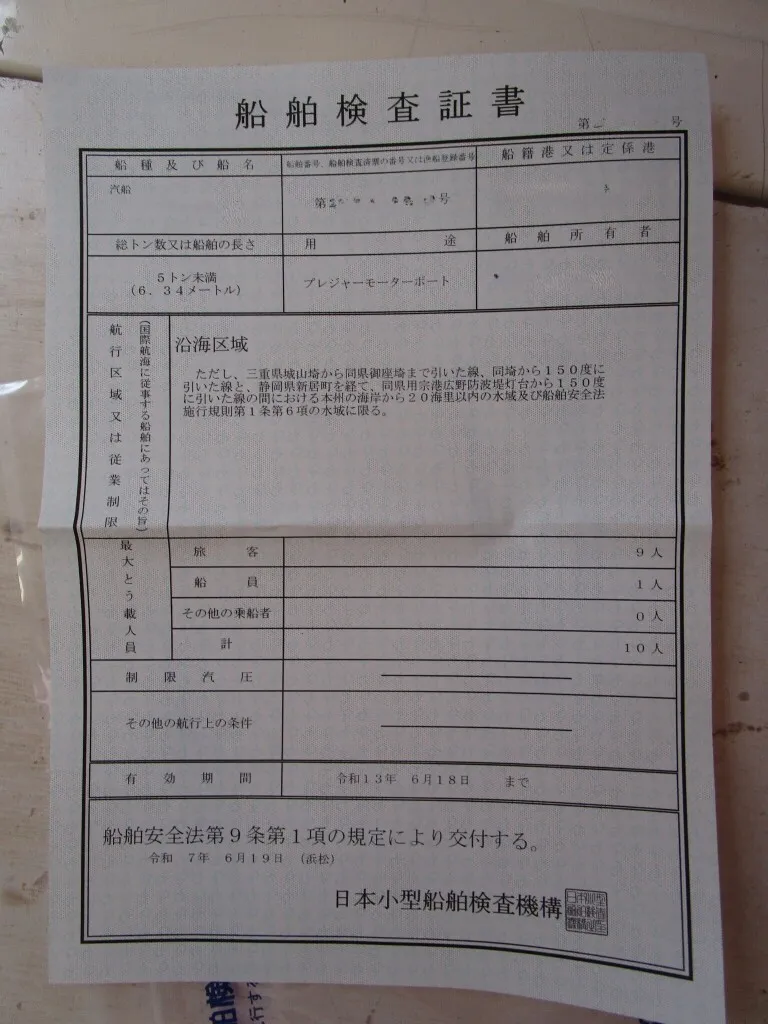 船舶検査証書
第 号
船種及び船名
船舶番号、船舶検査済票の番号又は漁船登録番号
船籍港又は定係港
汽船
第 号
総トン数又は船舶の長さ
用途
船舶所有者
5トン未満
(6.34メートル)
プレジャーモーターボート
航行区域又は従業制限
(国際航海に従事する船舶にあってはその旨)
沿海区域
ただし、三重県城山埼から同県御座埼まで引いた線、同埼から150度に
引いた線と、静岡県新居町を経て、同県用宗港広野防波堤灯台から150度
に引いた線の間における本州の海岸から20海里以内の水域及び船舶安全法
施行規則第1条第6項の水域に限る。
最大とう載人員
旅客 9人
船員 1人
その他の乗船者 0人
計 10人
制限汽圧
その他の航行上の条件
有効期間 令和13年 6月18日 まで
船舶安全法第9条第1項の規定により交付する。
令和 7年 6月19日 (浜松)
日本小型船舶検査機構